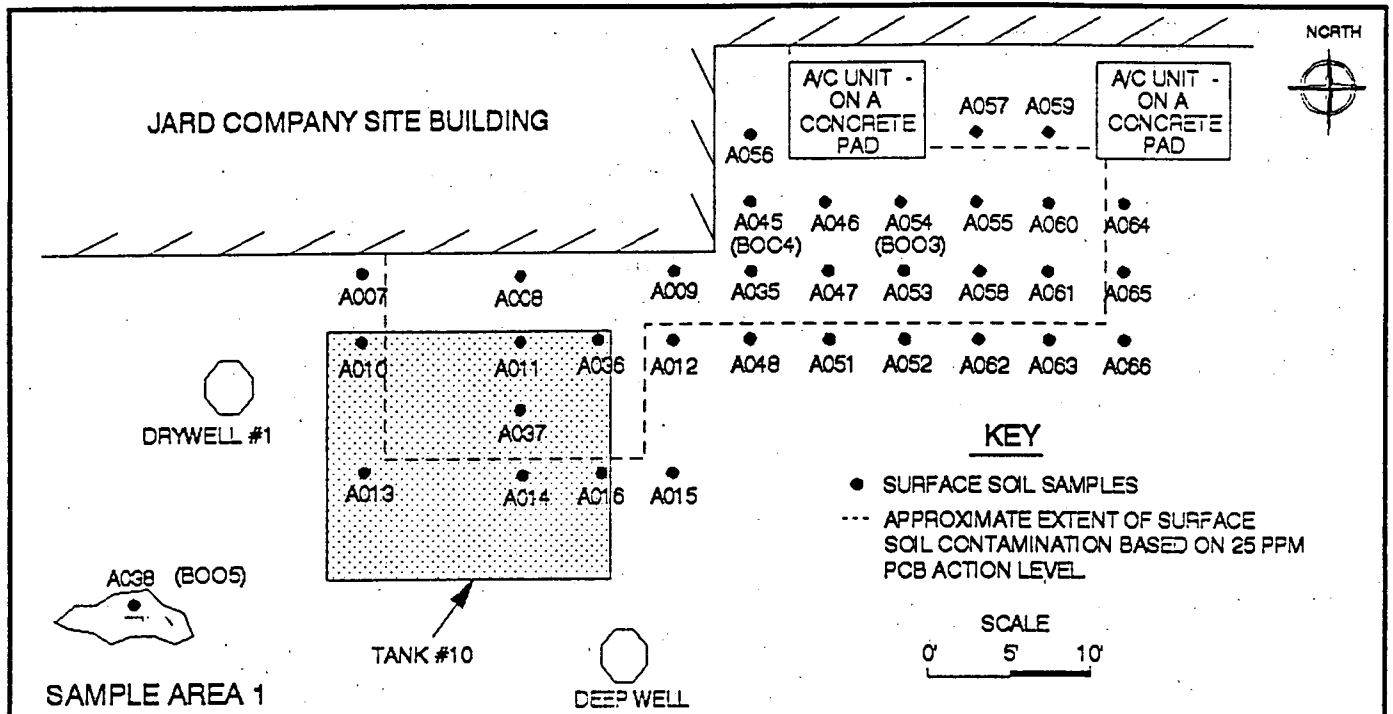 NORTH
JARD COMPANY SITE BUILDING
A/C UNIT -
ON A
CONCRETE
PAD
A/C UNIT -
ON A
CONCRETE
PAD
A057 A059
A056
A045 A046 A054 A055 A060 A064
(B004) (B003)
A007 A008 A009 A035 A047 A053 A058 A061 A065
A010 A011 A036 A012 A048 A051 A052 A062 A063 A066
DRYWELL #1
A037
KEY
A013 A014 A016 A015
SURFACE SOIL SAMPLES
--- APPROXIMATE EXTENT OF SURFACE
SOIL CONTAMINATION BASED ON 25 PPM
PCB ACTION LEVEL
A038 (B005)
SCALE
0' 5' 10'
TANK #10
SAMPLE AREA 1
DEEP WELL